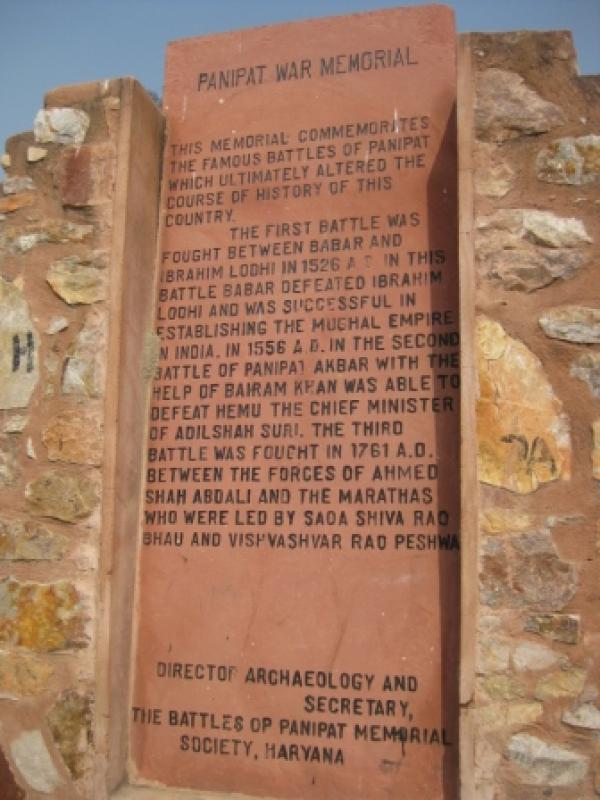 PANIPAT WAR MEMORIAL
THIS MEMORIAL COMMEMORATES
THE FAMOUS BATTLES OF PANIPAT
WHICH ULTIMATELY ALTERED THE
COURSE OF HISTORY OF THIS
COUNTRY.
THE FIRST BATTLE WAS
FOUGHT BETWEEN BABAR AND
IBRAHIM LODHI IN 1526 A.D. IN THIS
BATTLE BABAR DEFEATED IBRAHIM
LODHI AND WAS SUCCESSFUL IN
ESTABLISHING THE MUGHAL EMPIRE
IN INDIA. IN 1556 A.D. IN THE SECOND
BATTLE OF PANIPAT AKBAR WITH THE
HELP OF BAIRAM KHAN WAS ABLE TO
DEFEAT HEMU THE CHIEF MINISTER
OF ADILSHAH SURI. THE THIRD
BATTLE WAS FOUGHT IN 1761 A.D.
BETWEEN THE FORCES OF AHMED
SHAH ABDALI AND THE MARATHAS
WHO WERE LED BY SADA SHIVA RAO
BHAU AND VISHVASHVAR RAO PESHWA
DIRECTOR ARCHAEOLOGY AND
SECRETARY,
THE BATTLES OF PANIPAT MEMORIAL
SOCIETY, HARYANA